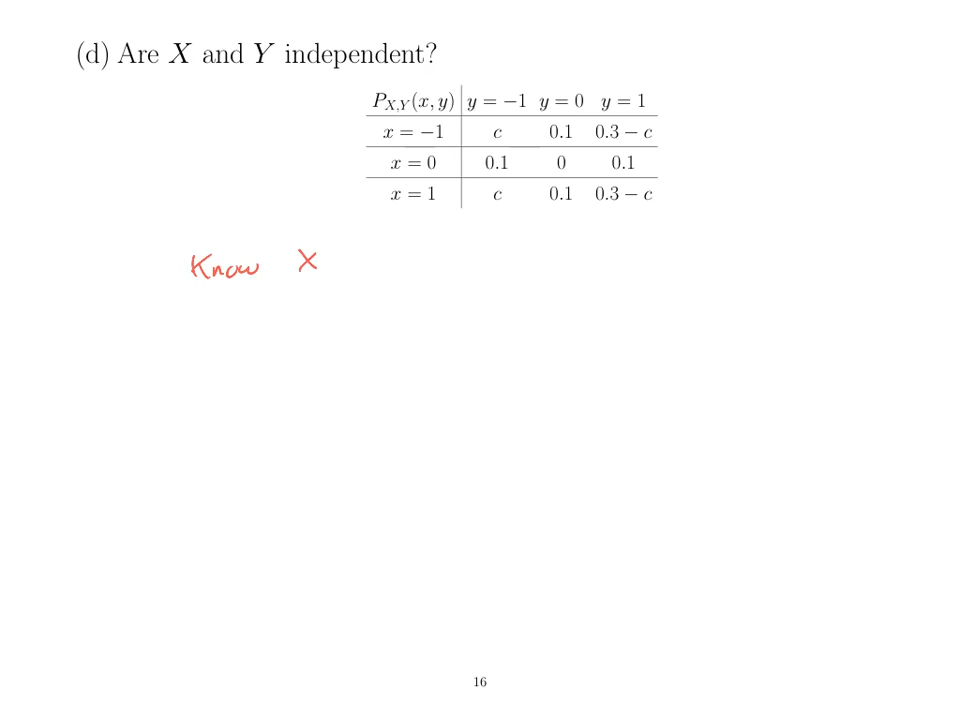 (d) Are X and Y independent?
P_{X,Y}(x, y) y = −1 y = 0 y = 1
x = −1 c 0.1 0.3 − c
x = 0 0.1 0 0.1
x = 1 c 0.1 0.3 − c
Know X
16